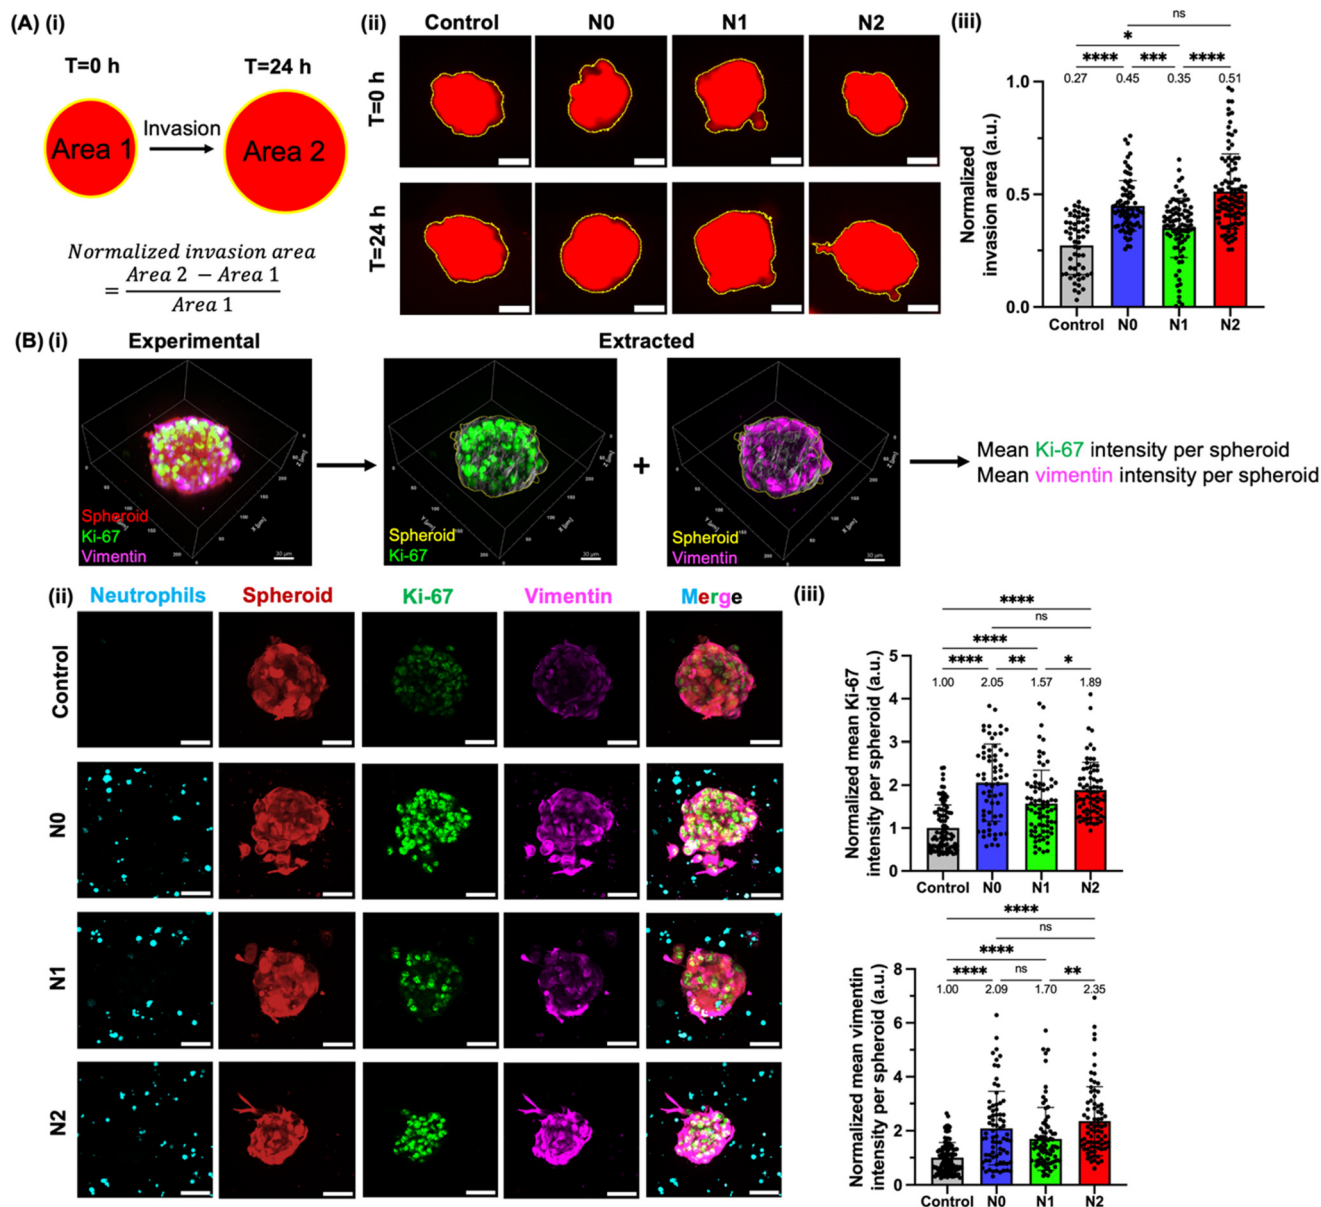 (A) (i)
T=0 h
T=24 h
Area 1
Invasion
Area 2
Normalized invasion area
= Area 2 − Area 1
Area 1
(ii)
Control
N0
N1
N2
T=0 h
T=24 h
(iii)
ns
*
**** *** ****
0.27 0.45 0.35 0.51
Normalized
invasion area (a.u.)
1.0
0.5
0.0
Control N0 N1 N2
(B) (i)
Experimental
Extracted
Spheroid
Ki-67
Vimentin
30 µm
Spheroid
Ki-67
30 µm
+
Spheroid
Vimentin
30 µm
Mean Ki-67 intensity per spheroid
Mean vimentin intensity per spheroid
(ii)
Neutrophils Spheroid Ki-67 Vimentin Merge
Control
N0
N1
N2
(iii)
****
ns
****
**** ** *
1.00 2.05 1.57 1.89
Normalized mean Ki-67
intensity per spheroid (a.u.)
5
4
3
2
1
0
Control N0 N1 N2
****
ns
****
**** ns **
1.00 2.09 1.70 2.35
Normalized mean vimentin
intensity per spheroid (a.u.)
8
6
4
2
0
Control N0 N1 N2